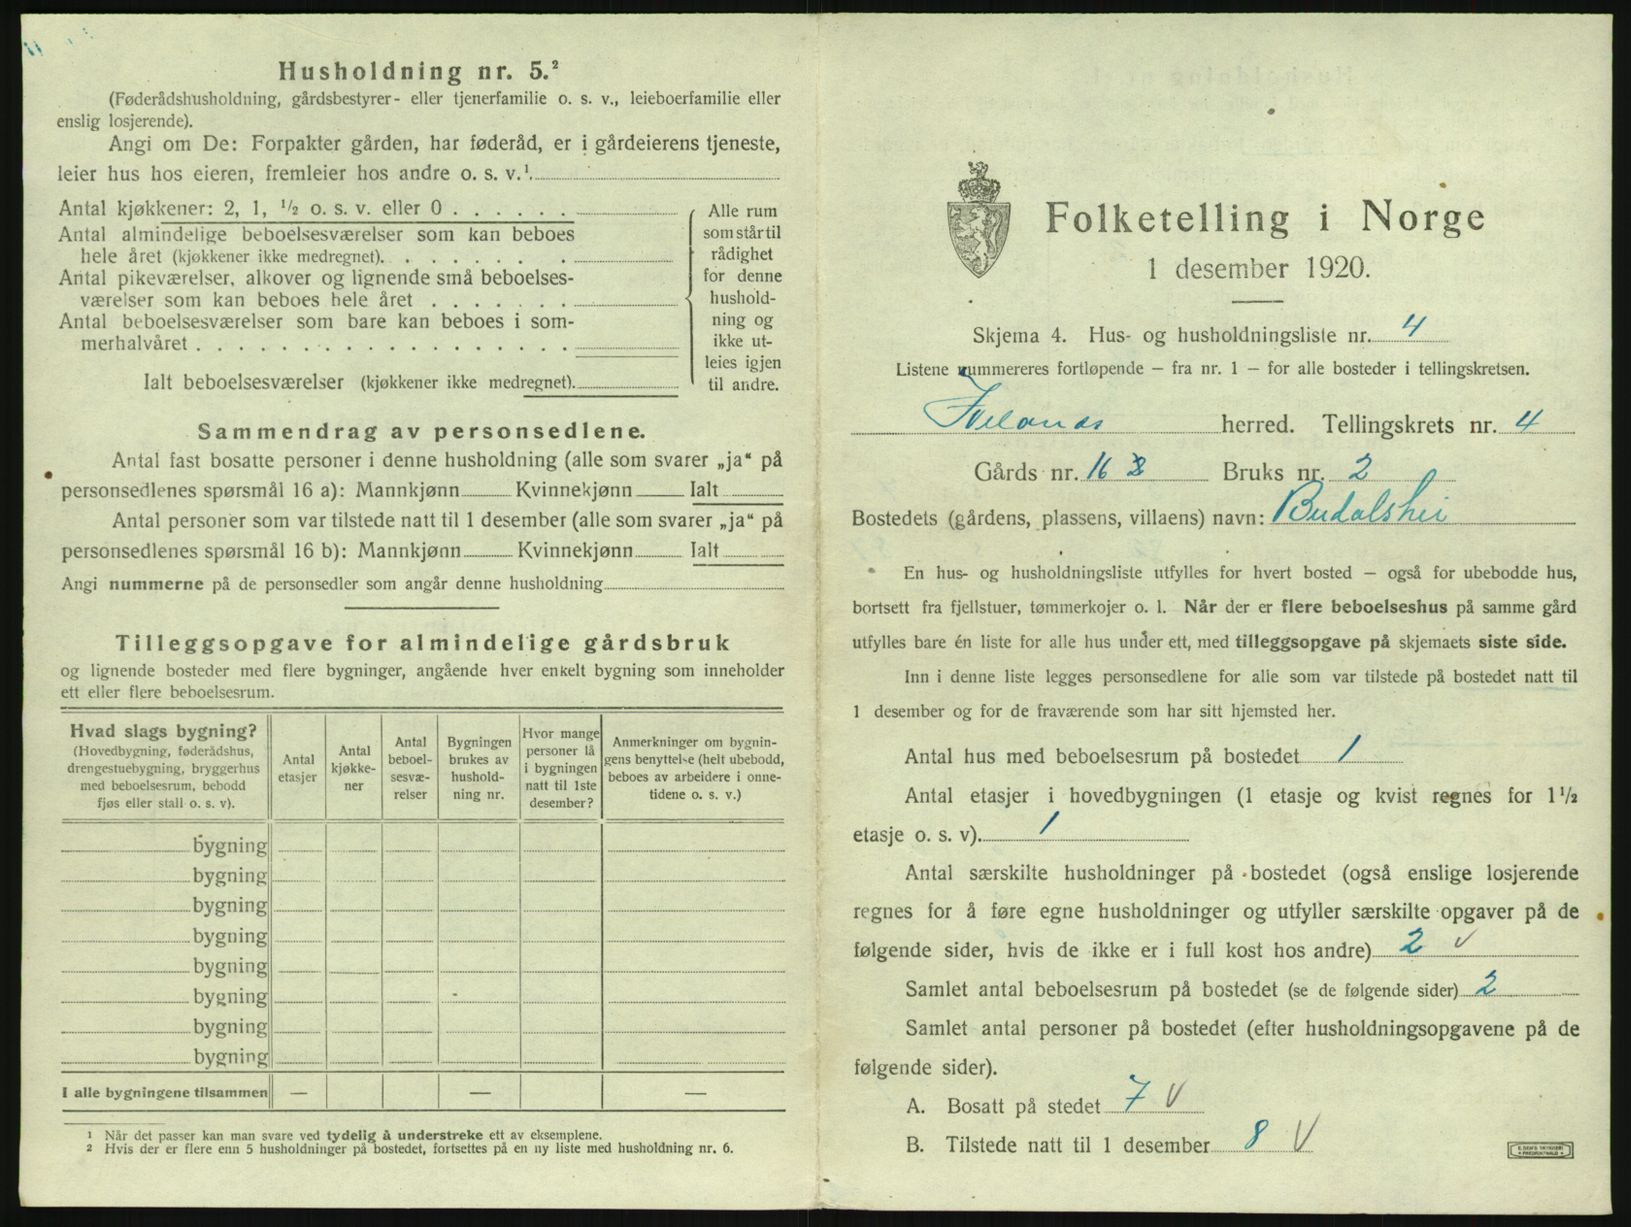 Husholdning nr. 5.²
(Føderådshusholdning, gårdsbestyrer- eller tjenerfamilie o. s. v., leieboerfamilie eller
enslig losjerende).
Angi om De: Forpakter gården, har føderåd, er i gårdeierens tjeneste,
leier hus hos eieren, fremleier hos andre o. s. v.¹
Antal kjøkkener: 2, 1, ½ o. s. v. eller 0 . . . . . .
Antal almindelige beboelsesværelser som kan beboes
hele året (kjøkkener ikke medregnet). . . . . . . .
Antal pikeværelser, alkover og lignende små beboelses-
værelser som kan beboes hele året . . . . . . .
Antal beboelsesværelser som bare kan beboes i som-
merhalvåret . . . . . . . . . . . . . . . . .
Ialt beboelsesværelser (kjøkkener ikke medregnet).
Alle rum
som står til
rådighet
for denne
hushold-
ning og
ikke ut-
leies igjen
til andre.
Sammendrag av personsedlene.
Antal fast bosatte personer i denne husholdning (alle som svarer „ja“ på
personsedlenes spørsmål 16 a): Mannkjønn Kvinnekjønn Ialt
Antal personer som var tilstede natt til 1 desember (alle som svarer „ja“ på
personsedlenes spørsmål 16 b): Mannkjønn Kvinnekjønn Ialt
Angi nummerne på de personsedler som angår denne husholdning
Tilleggsopgave for almindelige gårdsbruk
og lignende bosteder med flere bygninger, angående hver enkelt bygning som inneholder
ett eller flere beboelsesrum.
Hvad slags bygning?
(Hovedbygning, føderådshus,
drengestuebygning, bryggerhus
med beboelsesrum, bebodd
fjøs eller stall o. s. v).
Antal
etasjer
Antal
kjøkke-
ner
Antal
beboel-
sesvæ-
relser
Bygningen
brukes av
hushold-
ning nr.
Hvor mange
personer lå
i bygningen
natt til 1ste
desember?
Anmerkninger om bygnin-
gens benyttelse (helt ubebodd,
beboes av arbeidere i onne-
tidene o. s. v.)
bygning
bygning
bygning
bygning
bygning
bygning
bygning
bygning
I alle bygningene tilsammen — — —
¹ Når det passer kan man svare ved tydelig å understreke ett av eksemplene.
² Hvis der er flere enn 5 husholdninger på bostedet, fortsettes på en ny liste med husholdning nr. 6.
Folketelling i Norge
1 desember 1920.
Skjema 4. Hus- og husholdningsliste nr. 4
Listene nummereres fortløpende — fra nr. 1 — for alle bosteder i tellingskretsen.
Ivelands herred. Tellingskrets nr. 4
Gårds nr. 16 Bruks nr. 2
Bostedets (gårdens, plassens, villaens) navn: Birdalshei
En hus- og husholdningsliste utfylles for hvert bosted — også for ubebodde hus,
bortsett fra fjellstuer, tømmerkojer o. l. Når der er flere beboelseshus på samme gård
utfylles bare én liste for alle hus under ett, med tilleggsopgave på skjemaets siste side.
Inn i denne liste legges personsedlene for alle som var tilstede på bostedet natt til
1 desember og for de fraværende som har sitt hjemsted her.
Antal hus med beboelsesrum på bostedet 1
Antal etasjer i hovedbygningen (1 etasje og kvist regnes for 1½
etasje o. s. v). 1
Antal særskilte husholdninger på bostedet (også enslige losjerende
regnes for å føre egne husholdninger og utfyller særskilte opgaver på de
følgende sider, hvis de ikke er i full kost hos andre) 2 v
Samlet antal beboelsesrum på bostedet (se de følgende sider) 2
Samlet antal personer på bostedet (efter husholdningsopgavene på de
følgende sider).
A. Bosatt på stedet 7 V
B. Tilstede natt til 1 desember 8 V